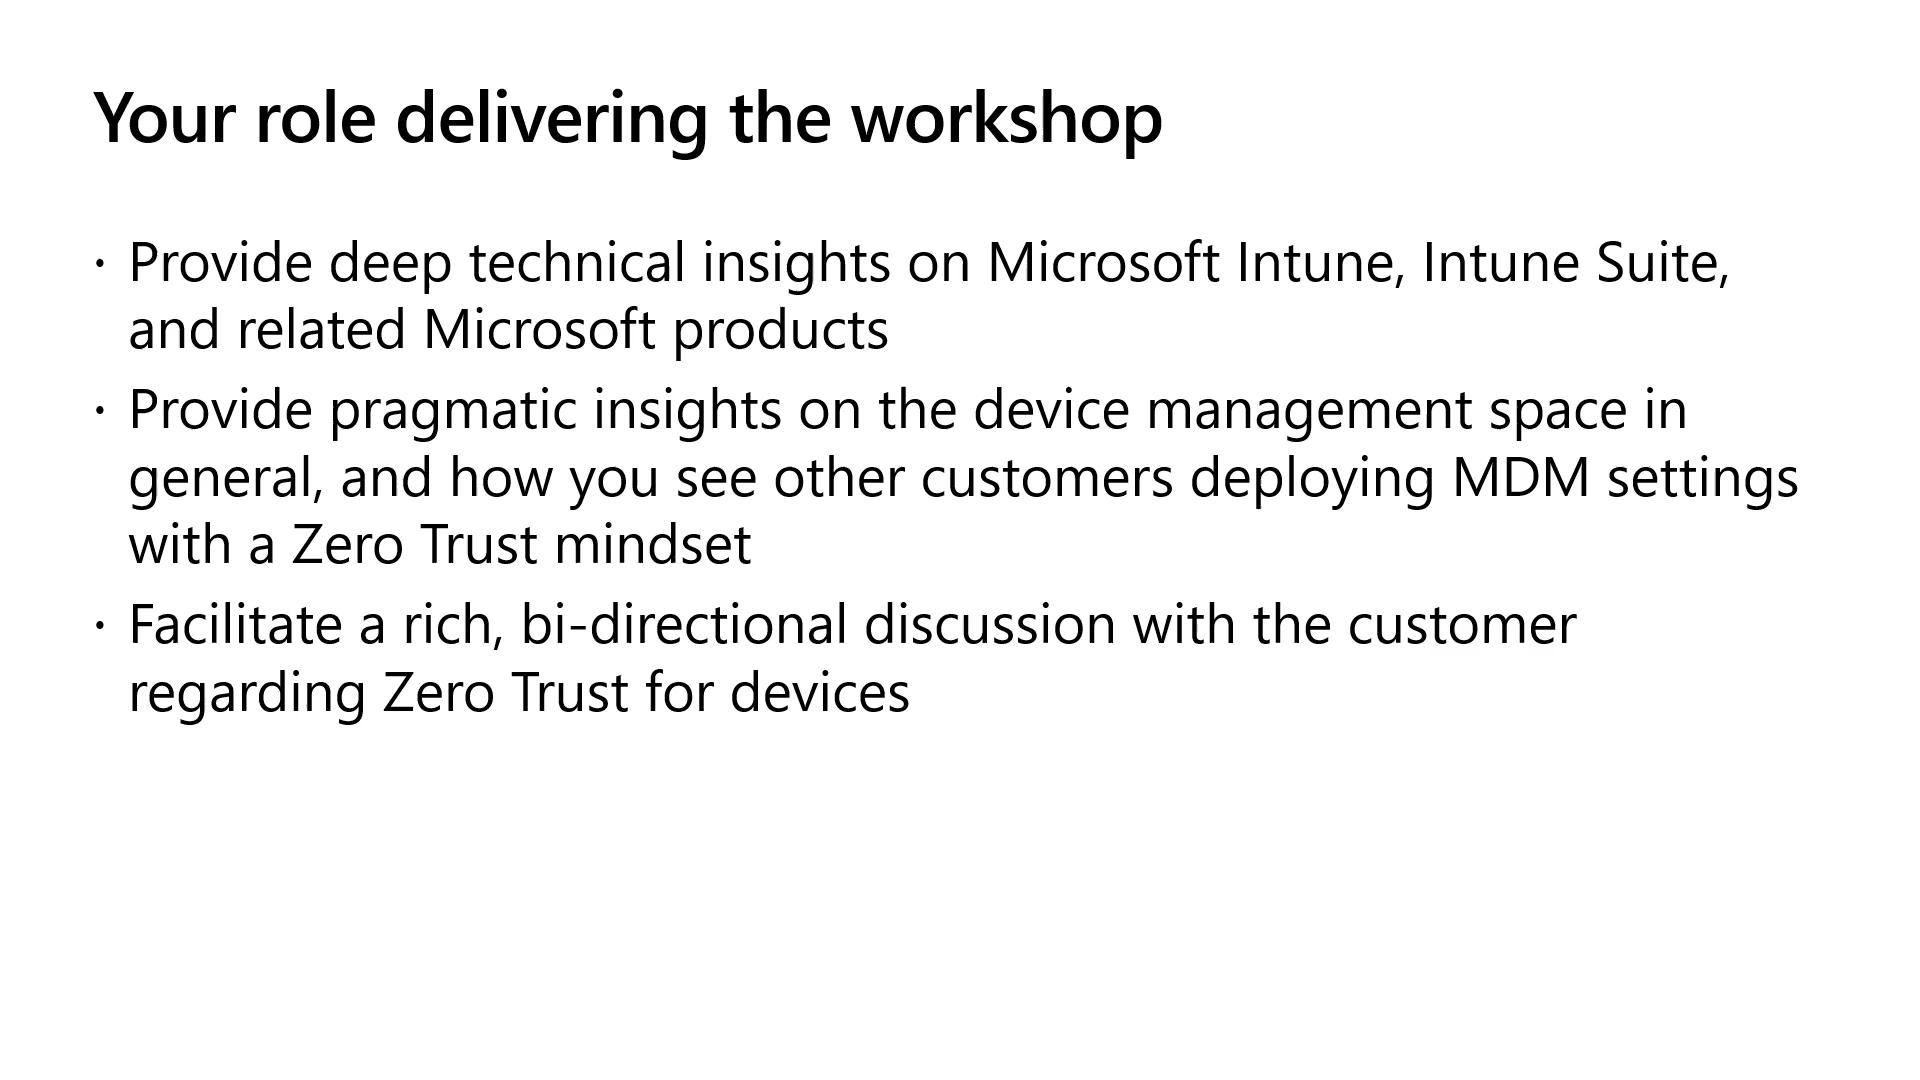 Your role delivering the workshop
· Provide deep technical insights on Microsoft Intune, Intune Suite,
and related Microsoft products
· Provide pragmatic insights on the device management space in
general, and how you see other customers deploying MDM settings
with a Zero Trust mindset
· Facilitate a rich, bi-directional discussion with the customer
regarding Zero Trust for devices